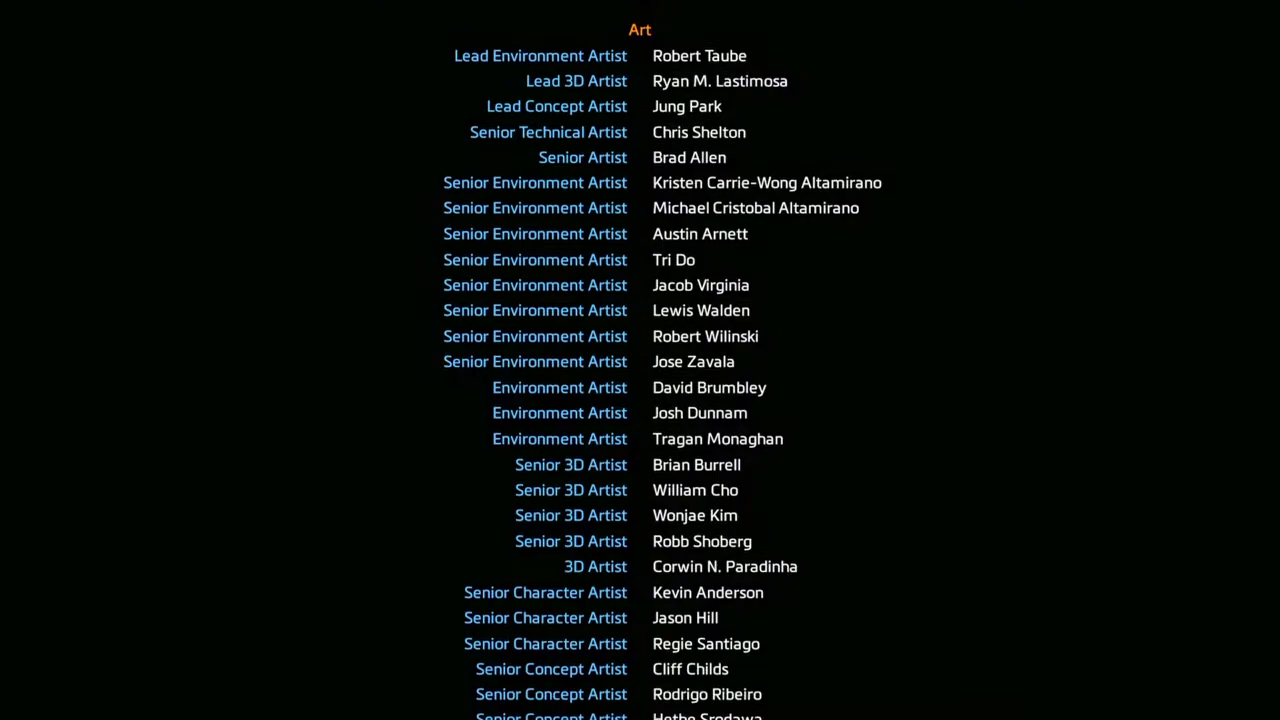 Art
Lead Environment Artist Robert Taube
Lead 3D Artist Ryan M. Lastimosa
Lead Concept Artist Jung Park
Senior Technical Artist Chris Shelton
Senior Artist Brad Allen
Senior Environment Artist Kristen Carrie-Wong Altamirano
Senior Environment Artist Michael Cristobal Altamirano
Senior Environment Artist Austin Arnett
Senior Environment Artist Tri Do
Senior Environment Artist Jacob Virginia
Senior Environment Artist Lewis Walden
Senior Environment Artist Robert Wilinski
Senior Environment Artist Jose Zavala
Environment Artist David Brumbley
Environment Artist Josh Dunnam
Environment Artist Tragan Monaghan
Senior 3D Artist Brian Burrell
Senior 3D Artist William Cho
Senior 3D Artist Wonjae Kim
Senior 3D Artist Robb Shoberg
3D Artist Corwin N. Paradinha
Senior Character Artist Kevin Anderson
Senior Character Artist Jason Hill
Senior Character Artist Regie Santiago
Senior Concept Artist Cliff Childs
Senior Concept Artist Rodrigo Ribeiro
Senior Concept Artist